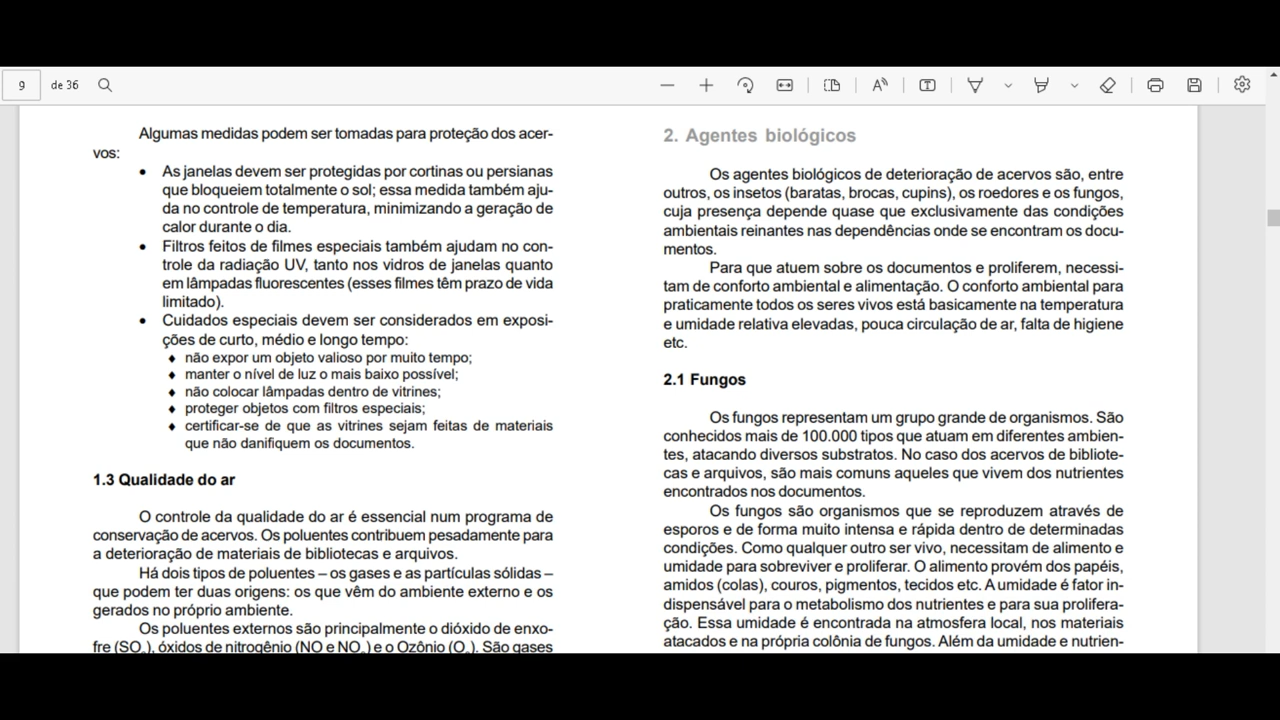 9 de 36
Algumas medidas podem ser tomadas para proteção dos acer-
vos:
• As janelas devem ser protegidas por cortinas ou persianas
que bloqueiem totalmente o sol; essa medida também aju-
da no controle de temperatura, minimizando a geração de
calor durante o dia.
• Filtros feitos de filmes especiais também ajudam no con-
trole da radiação UV, tanto nos vidros de janelas quanto
em lâmpadas fluorescentes (esses filmes têm prazo de vida
limitado).
• Cuidados especiais devem ser considerados em exposi-
ções de curto, médio e longo tempo:
♦ não expor um objeto valioso por muito tempo;
♦ manter o nível de luz o mais baixo possível;
♦ não colocar lâmpadas dentro de vitrines;
♦ proteger objetos com filtros especiais;
♦ certificar-se de que as vitrines sejam feitas de materiais
que não danifiquem os documentos.
1.3 Qualidade do ar
O controle da qualidade do ar é essencial num programa de
conservação de acervos. Os poluentes contribuem pesadamente para
a deterioração de materiais de bibliotecas e arquivos.
Há dois tipos de poluentes – os gases e as partículas sólidas –
que podem ter duas origens: os que vêm do ambiente externo e os
gerados no próprio ambiente.
Os poluentes externos são principalmente o dióxido de enxo-
fre (SO₂), óxidos de nitrogênio (NO e NO₂) e o Ozônio (O₃). São gases
2. Agentes biológicos
Os agentes biológicos de deterioração de acervos são, entre
outros, os insetos (baratas, brocas, cupins), os roedores e os fungos,
cuja presença depende quase que exclusivamente das condições
ambientais reinantes nas dependências onde se encontram os docu-
mentos.
Para que atuem sobre os documentos e proliferem, necessi-
tam de conforto ambiental e alimentação. O conforto ambiental para
praticamente todos os seres vivos está basicamente na temperatura
e umidade relativa elevadas, pouca circulação de ar, falta de higiene
etc.
2.1 Fungos
Os fungos representam um grupo grande de organismos. São
conhecidos mais de 100.000 tipos que atuam em diferentes ambien-
tes, atacando diversos substratos. No caso dos acervos de bibliote-
cas e arquivos, são mais comuns aqueles que vivem dos nutrientes
encontrados nos documentos.
Os fungos são organismos que se reproduzem através de
esporos e de forma muito intensa e rápida dentro de determinadas
condições. Como qualquer outro ser vivo, necessitam de alimento e
umidade para sobreviver e proliferar. O alimento provém dos papéis,
amidos (colas), couros, pigmentos, tecidos etc. A umidade é fator in-
dispensável para o metabolismo dos nutrientes e para sua prolifera-
ção. Essa umidade é encontrada na atmosfera local, nos materiais
atacados e na própria colônia de fungos. Além da umidade e nutrien-